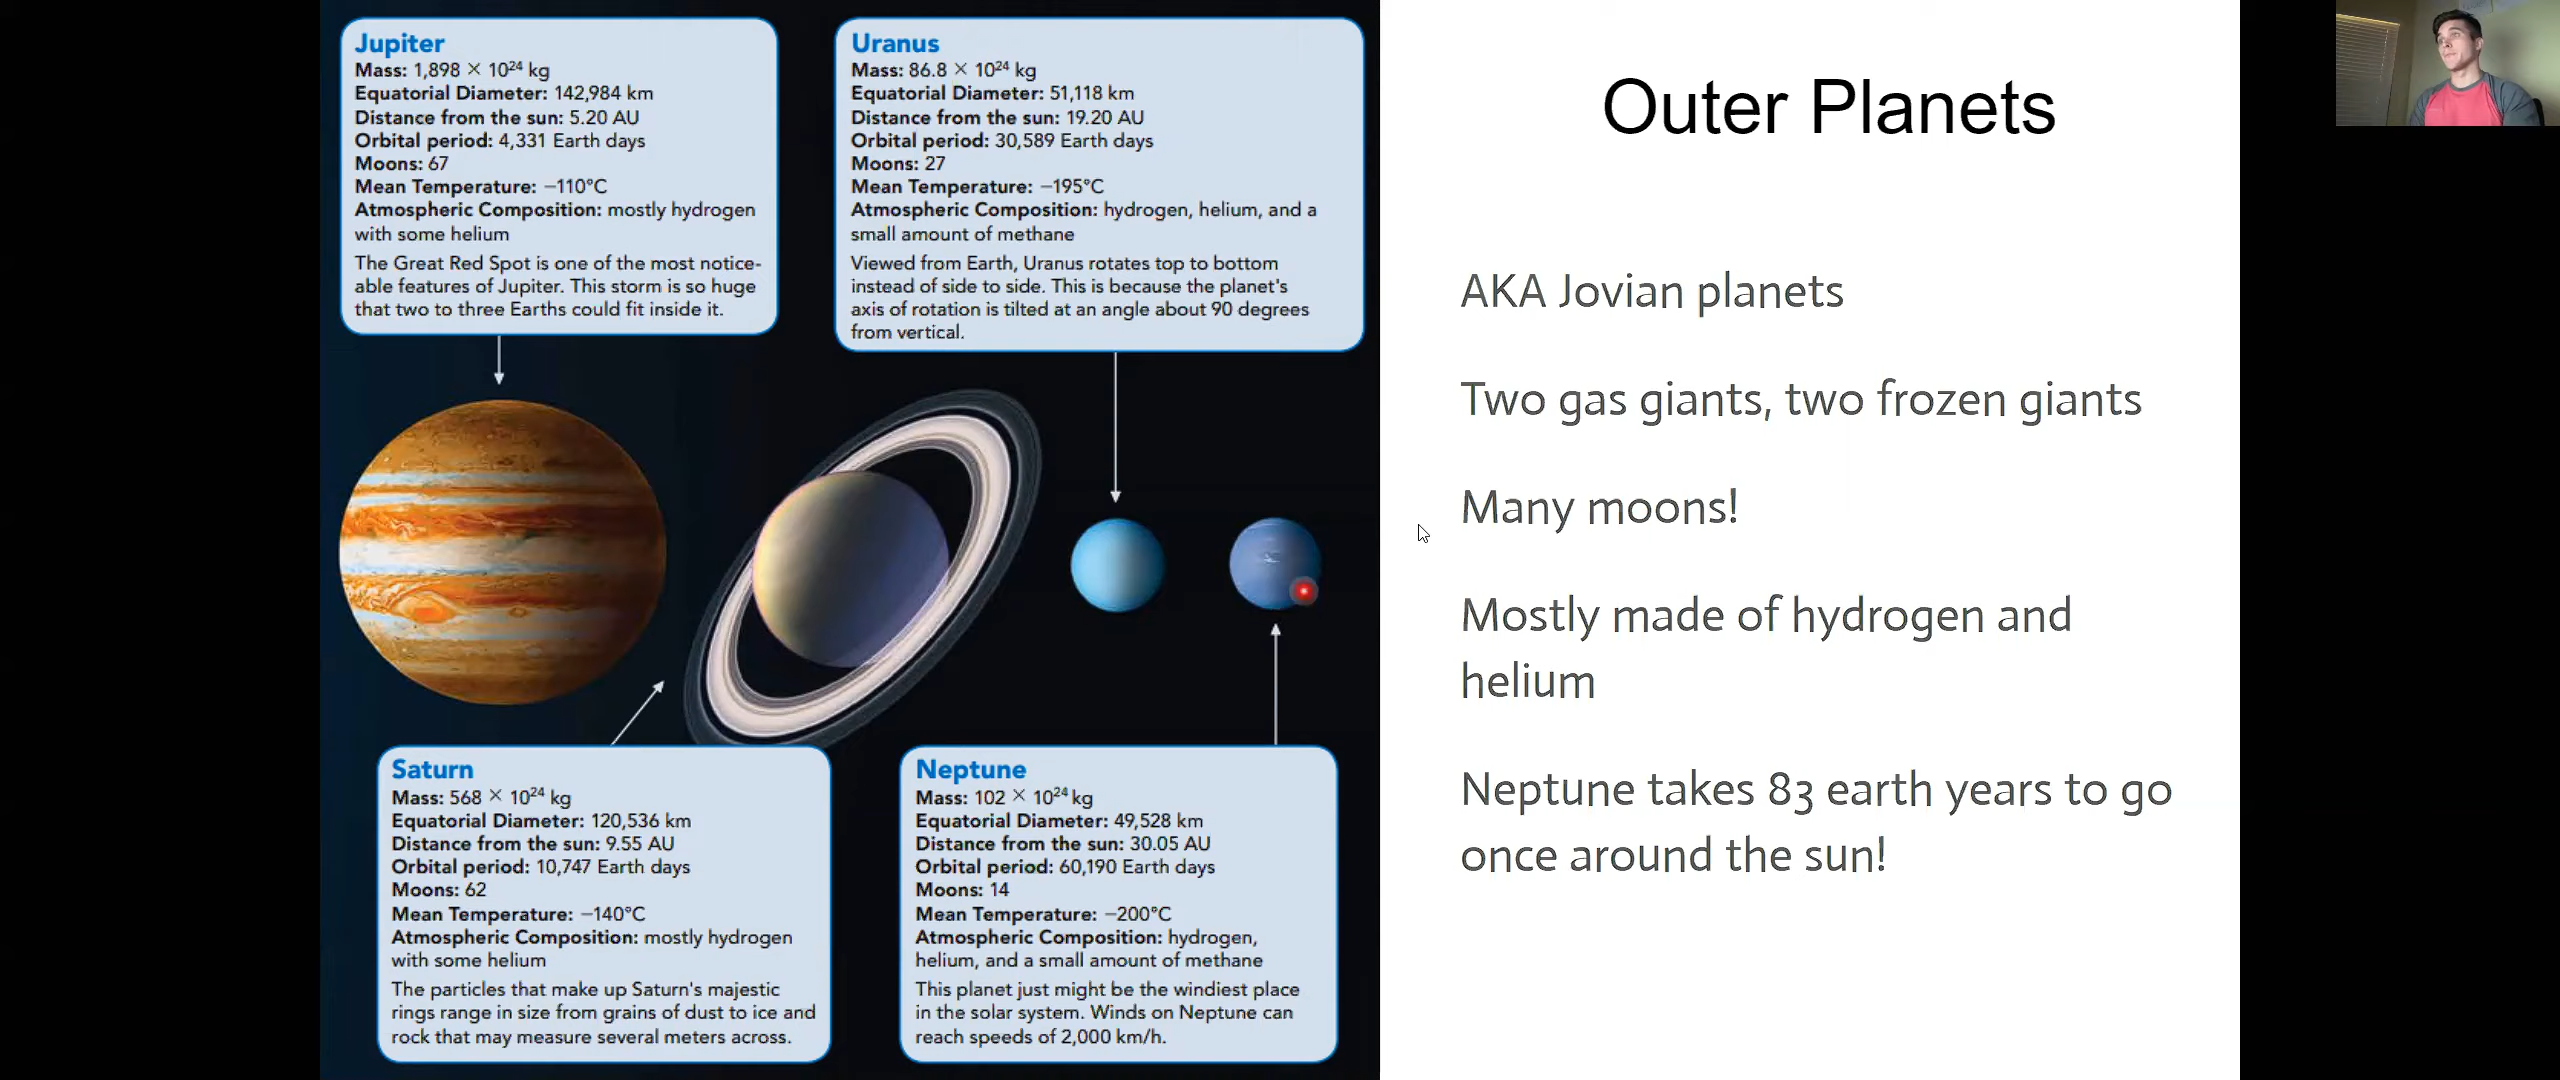 Jupiter
Mass: 1,898 × 10²⁴ kg
Equatorial Diameter: 142,984 km
Distance from the sun: 5.20 AU
Orbital period: 4,331 Earth days
Moons: 67
Mean Temperature: −110°C
Atmospheric Composition: mostly hydrogen
with some helium
The Great Red Spot is one of the most notice-
able features of Jupiter. This storm is so huge
that two to three Earths could fit inside it.
Uranus
Mass: 86.8 × 10²⁴ kg
Equatorial Diameter: 51,118 km
Distance from the sun: 19.20 AU
Orbital period: 30,589 Earth days
Moons: 27
Mean Temperature: −195°C
Atmospheric Composition: hydrogen, helium, and a
small amount of methane
Viewed from Earth, Uranus rotates top to bottom
instead of side to side. This is because the planet's
axis of rotation is tilted at an angle about 90 degrees
from vertical.
Saturn
Mass: 568 × 10²⁴ kg
Equatorial Diameter: 120,536 km
Distance from the sun: 9.55 AU
Orbital period: 10,747 Earth days
Moons: 62
Mean Temperature: −140°C
Atmospheric Composition: mostly hydrogen
with some helium
The particles that make up Saturn's majestic
rings range in size from grains of dust to ice and
rock that may measure several meters across.
Neptune
Mass: 102 × 10²⁴ kg
Equatorial Diameter: 49,528 km
Distance from the sun: 30.05 AU
Orbital period: 60,190 Earth days
Moons: 14
Mean Temperature: −200°C
Atmospheric Composition: hydrogen,
helium, and a small amount of methane
This planet just might be the windiest place
in the solar system. Winds on Neptune can
reach speeds of 2,000 km/h.
Outer Planets
AKA Jovian planets
Two gas giants, two frozen giants
Many moons!
Mostly made of hydrogen and
helium
Neptune takes 83 earth years to go
once around the sun!